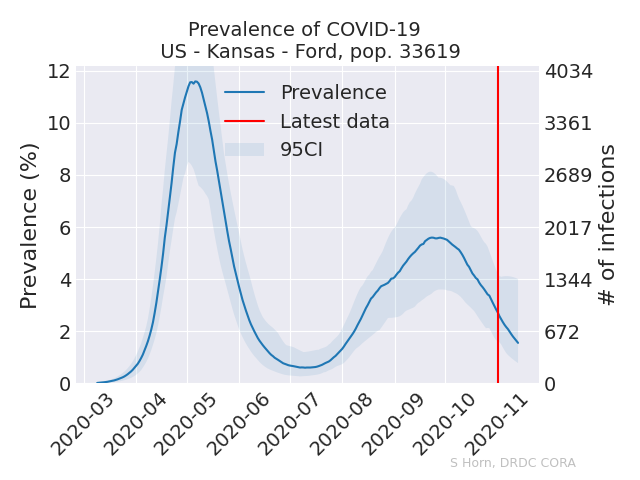 Prevalence of COVID-19
US - Kansas - Ford, pop. 33619
Prevalence (%)
12
10
8
6
4
2
0
Prevalence
Latest data
95CI
4034
3361
2689
2017
1344
672
0
# of infections
2020-03
2020-04
2020-05
2020-06
2020-07
2020-08
2020-09
2020-10
2020-11
S Horn, DRDC CORA